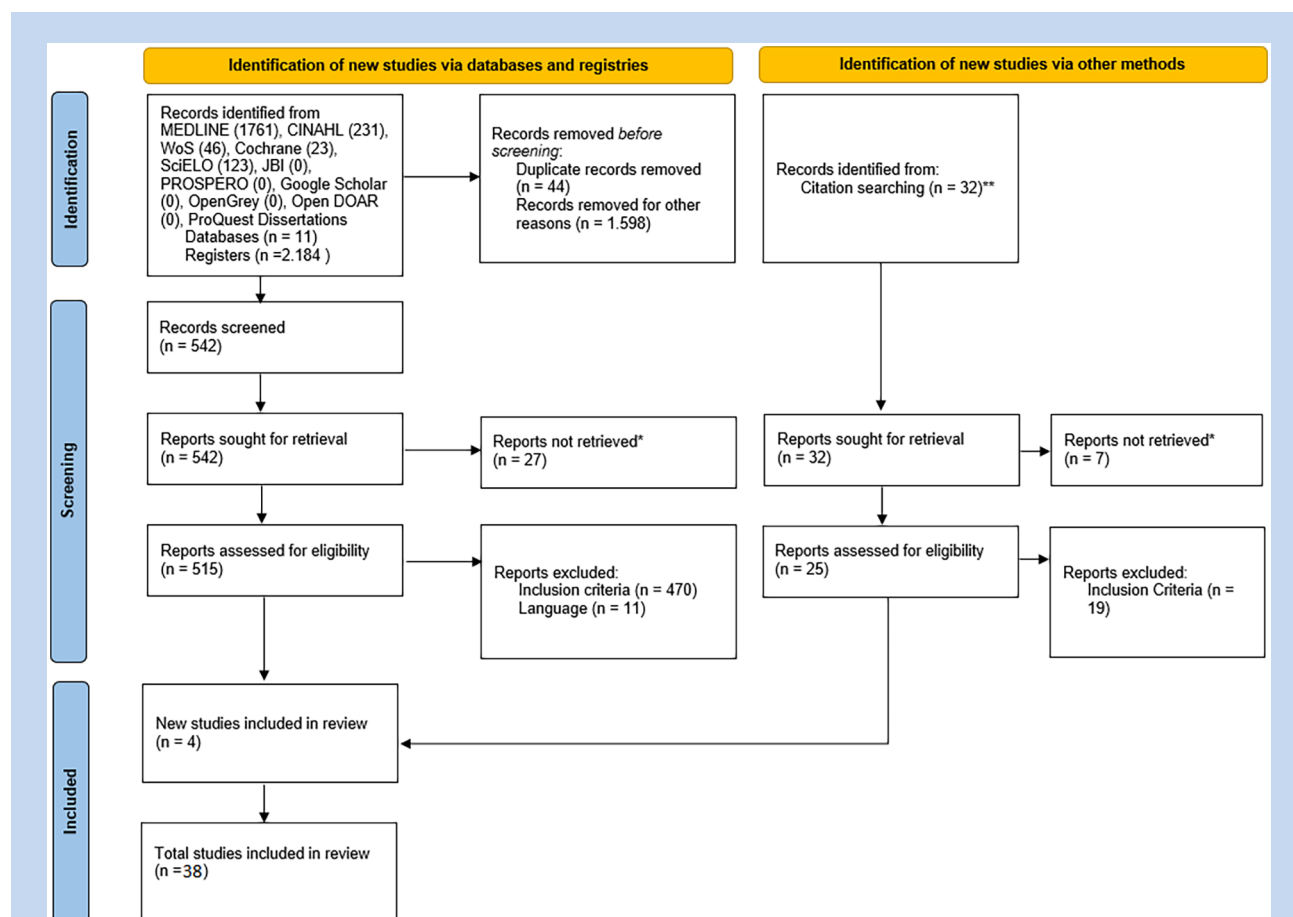 Identification of new studies via databases and registries
Identification of new studies via other methods
Identification
Records identified from
MEDLINE (1761), CINAHL (231),
WoS (46), Cochrane (23),
SciELO (123), JBI (0),
PROSPERO (0), Google Scholar
(0), OpenGrey (0), Open DOAR
(0), ProQuest Dissertations
Databases (n = 11)
Registers (n =2.184 )
Records removed before
screening:
Duplicate records removed
(n = 44)
Records removed for other
reasons (n = 1.598)
Records identified from:
Citation searching (n = 32)**
Screening
Records screened
(n = 542)
Reports sought for retrieval
(n = 542)
Reports not retrieved*
(n = 27)
Reports sought for retrieval
(n = 32)
Reports not retrieved*
(n = 7)
Reports assessed for eligibility
(n = 515)
Reports excluded:
Inclusion criteria (n = 470)
Language (n = 11)
Reports assessed for eligibility
(n = 25)
Reports excluded:
Inclusion Criteria (n =
19)
Included
New studies included in review
(n = 4)
Total studies included in review
(n =38)